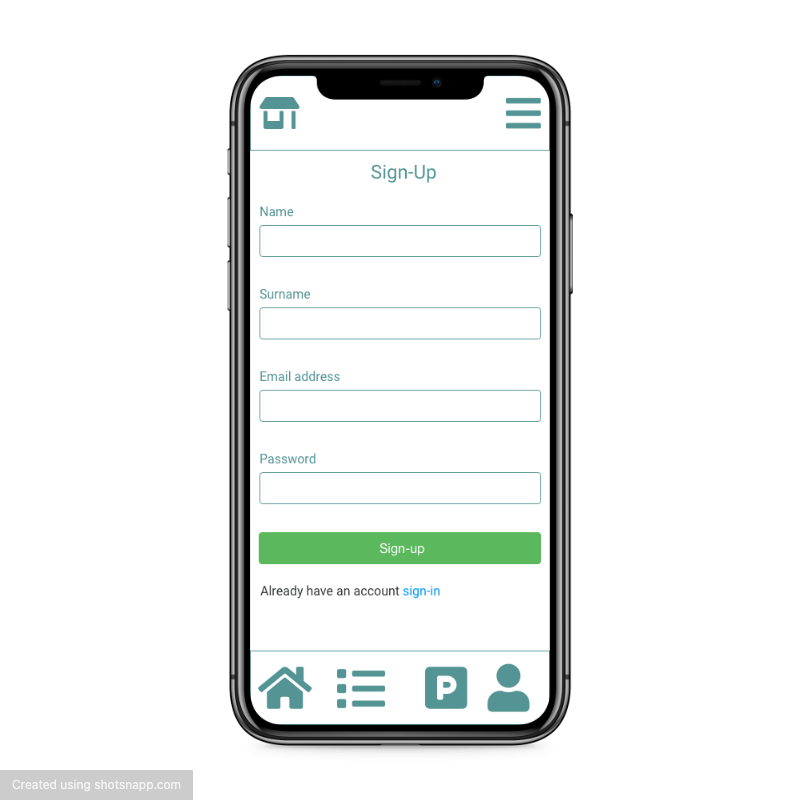 Sign-Up
Name
Surname
Email address
Password
Sign-up
Already have an account sign-in
P
Created using shotsnapp.com